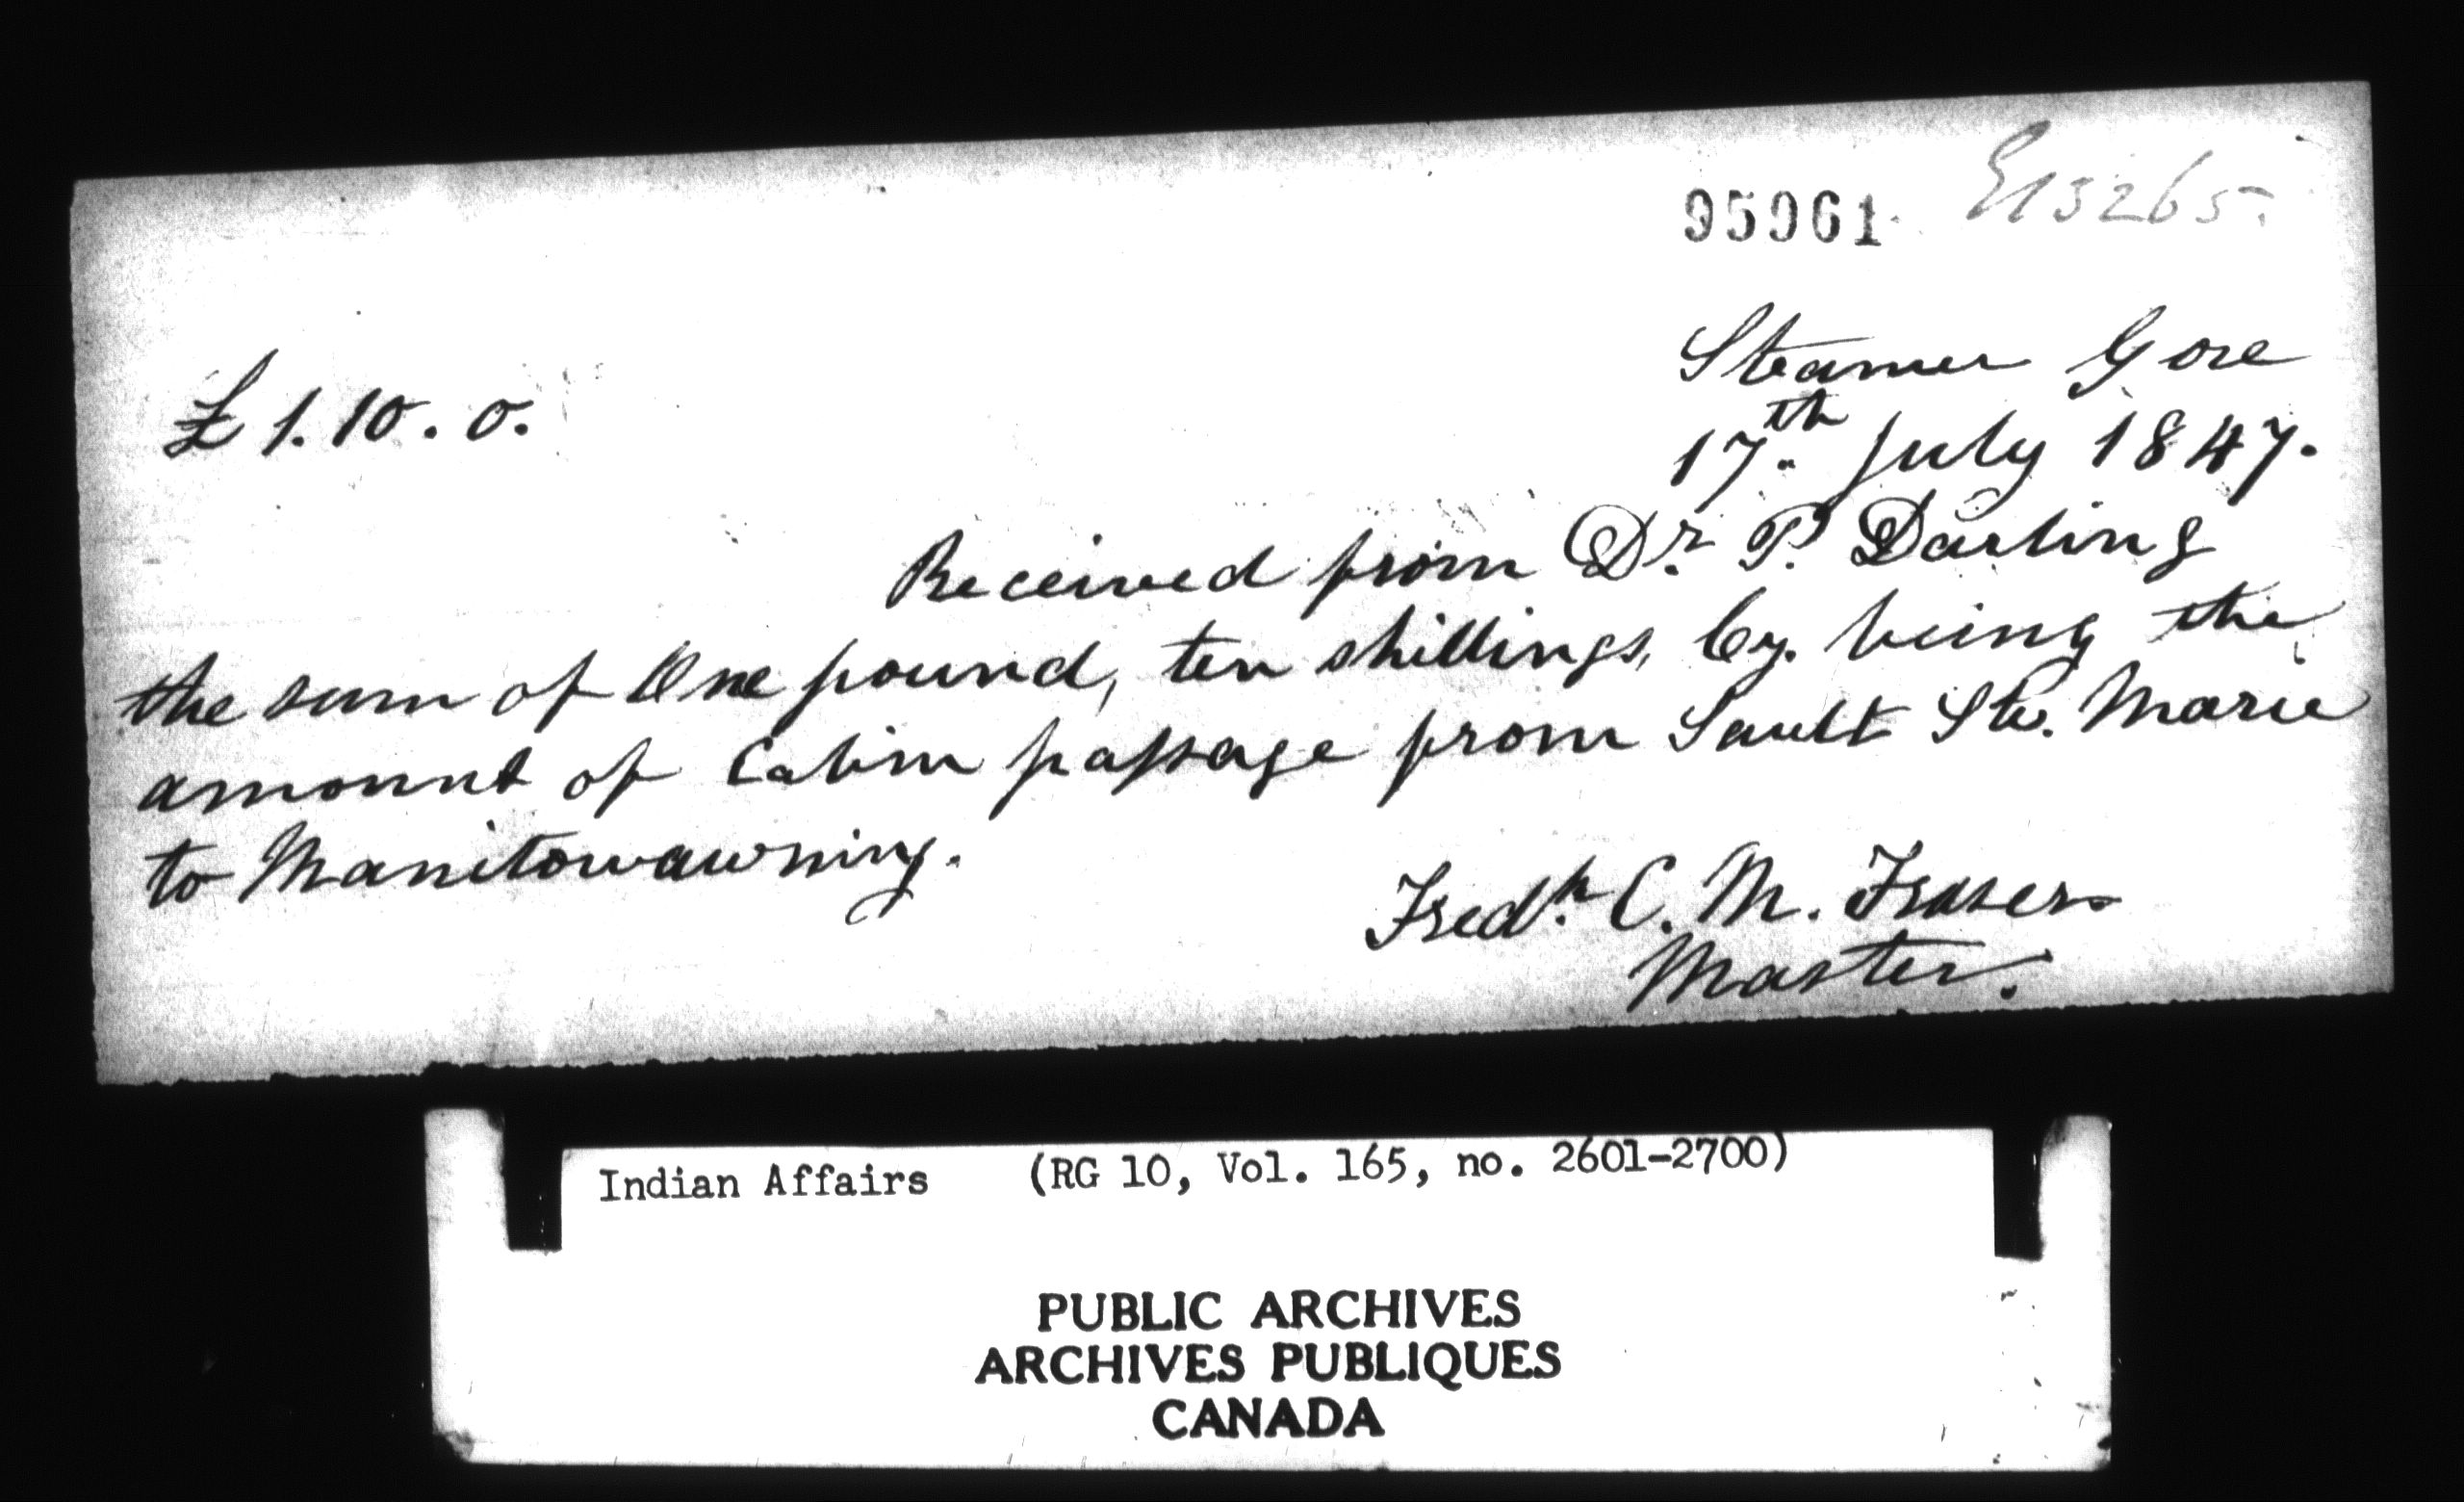 95961 E13265.
Steamer Gore
£ 1. 10. 0.
17th July 1847.
Received from Dr. P. Darling
the sum of One pound, ten shillings, Cy. being the
amount of Cabin passage from Sault Ste. Marie
to Manitowawning.
Fredk. C. M. Fraser
Master.
Indian Affairs (RG 10, Vol. 165, no. 2601-2700)
PUBLIC ARCHIVES
ARCHIVES PUBLIQUES
CANADA